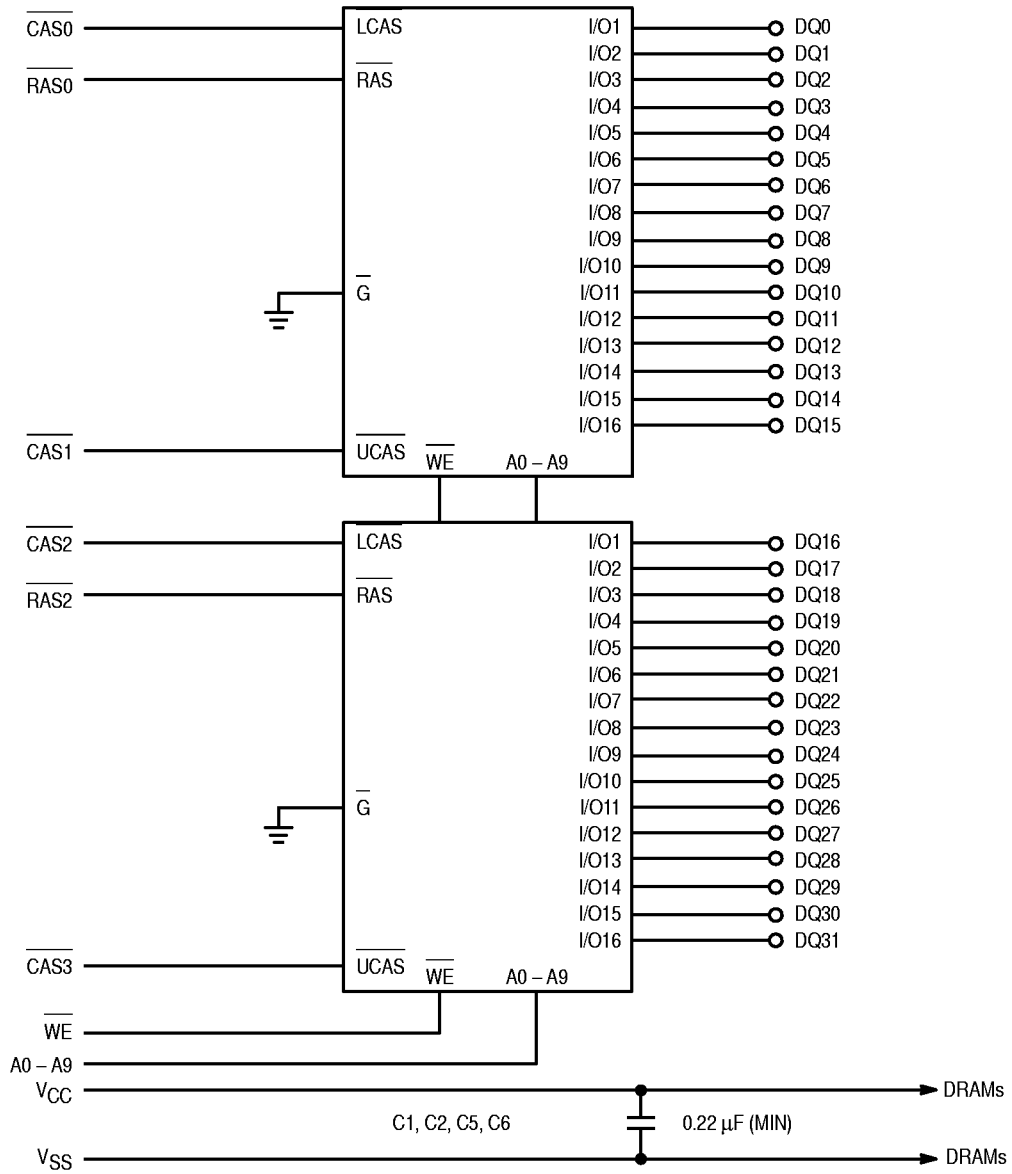 CAS0 LCAS I/O1 DQ0
I/O2 DQ1
RAS0 RAS I/O3 DQ2
I/O4 DQ3
I/O5 DQ4
I/O6 DQ5
I/O7 DQ6
I/O8 DQ7
I/O9 DQ8
I/O10 DQ9
G I/O11 DQ10
I/O12 DQ11
I/O13 DQ12
I/O14 DQ13
I/O15 DQ14
I/O16 DQ15
CAS1 UCAS WE A0 – A9
CAS2 LCAS I/O1 DQ16
I/O2 DQ17
RAS2 RAS I/O3 DQ18
I/O4 DQ19
I/O5 DQ20
I/O6 DQ21
I/O7 DQ22
I/O8 DQ23
I/O9 DQ24
I/O10 DQ25
G I/O11 DQ26
I/O12 DQ27
I/O13 DQ28
I/O14 DQ29
I/O15 DQ30
I/O16 DQ31
CAS3 UCAS WE A0 – A9
WE
A0 – A9
VCC DRAMs
C1, C2, C5, C6 0.22 µF (MIN)
VSS DRAMs